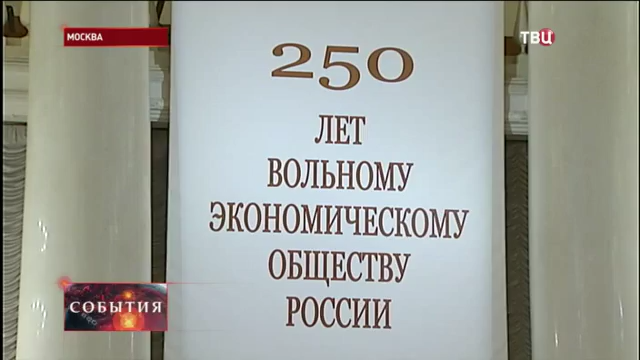 МОСКВА
ТВЦ
250
ЛЕТ
ВОЛЬНОМУ
ЭКОНОМИЧЕСКОМУ
ОБЩЕСТВУ
РОССИИ
СОБЫТИЯ